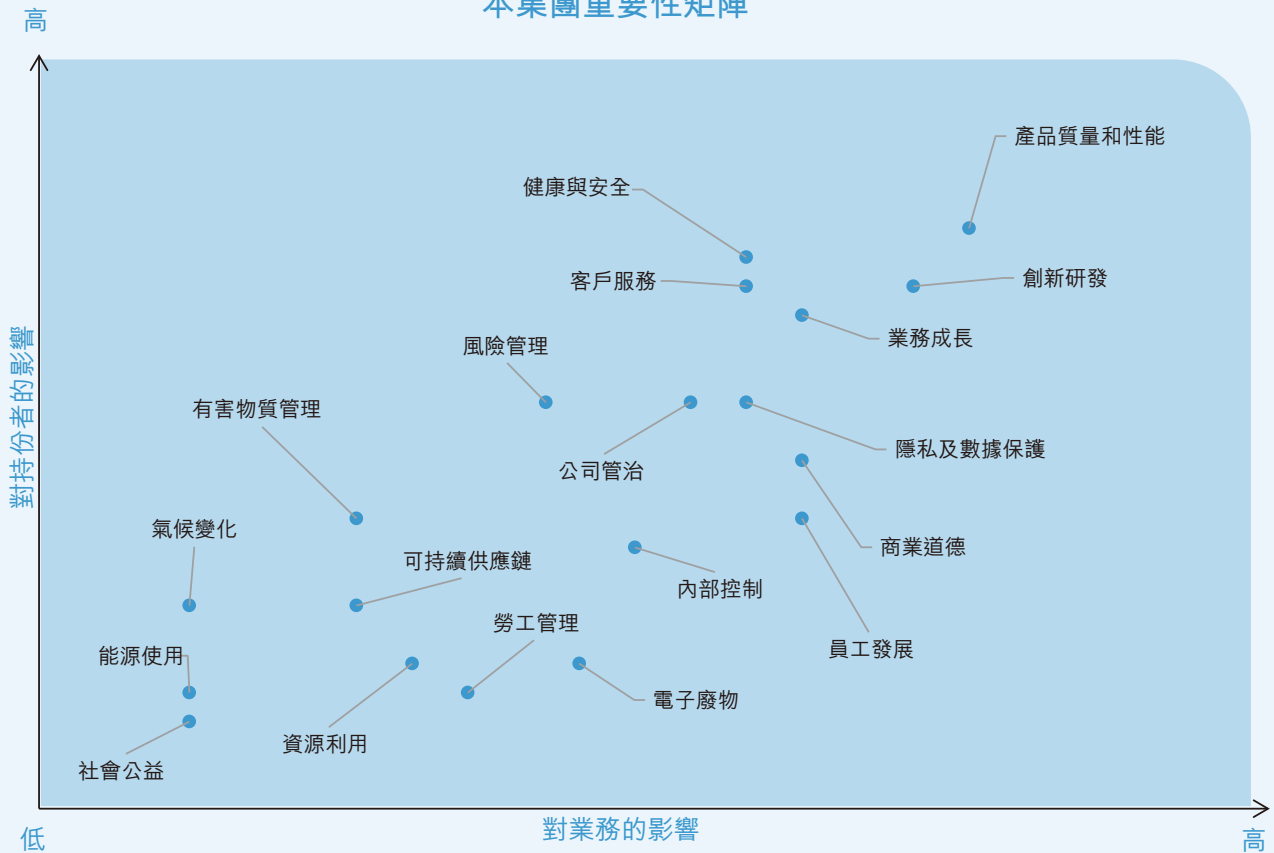 本集團重要性矩陣
高
產品質量和性能
健康與安全
客戶服務
創新研發
業務成長
風險管理
對持份者的影響
有害物質管理
隱私及數據保護
公司管治
氣候變化
商業道德
可持續供應鏈
內部控制
勞工管理
員工發展
能源使用
電子廢物
資源利用
社會公益
對業務的影響
低
高